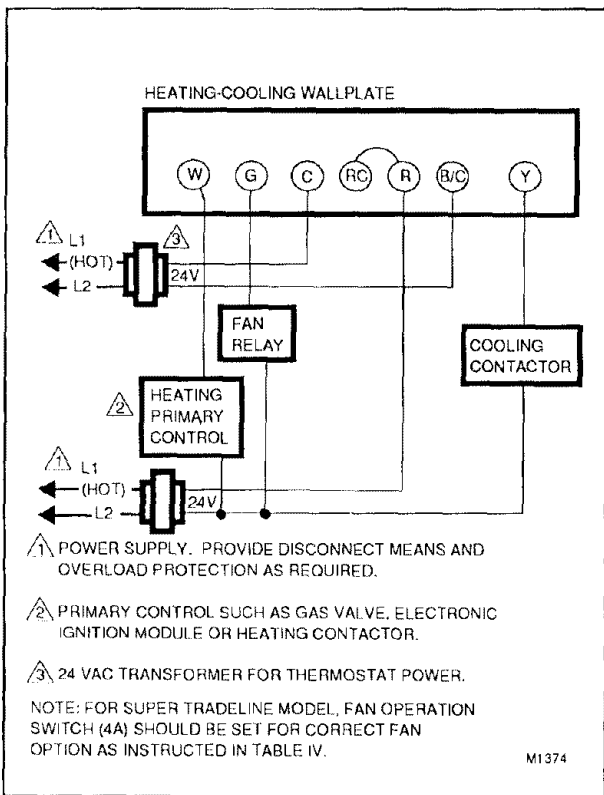 HEATING-COOLING WALLPLATE
W G C RC R B/C Y
1 L1 3
(HOT)
L2 24V
FAN
RELAY
COOLING
CONTACTOR
2 HEATING
PRIMARY
CONTROL
1 L1
(HOT)
L2 24V
1 POWER SUPPLY. PROVIDE DISCONNECT MEANS AND
OVERLOAD PROTECTION AS REQUIRED.
2 PRIMARY CONTROL SUCH AS GAS VALVE, ELECTRONIC
IGNITION MODULE OR HEATING CONTACTOR.
3 24 VAC TRANSFORMER FOR THERMOSTAT POWER.
NOTE: FOR SUPER TRADELINE MODEL, FAN OPERATION
SWITCH (4A) SHOULD BE SET FOR CORRECT FAN
OPTION AS INSTRUCTED IN TABLE IV.
M1374